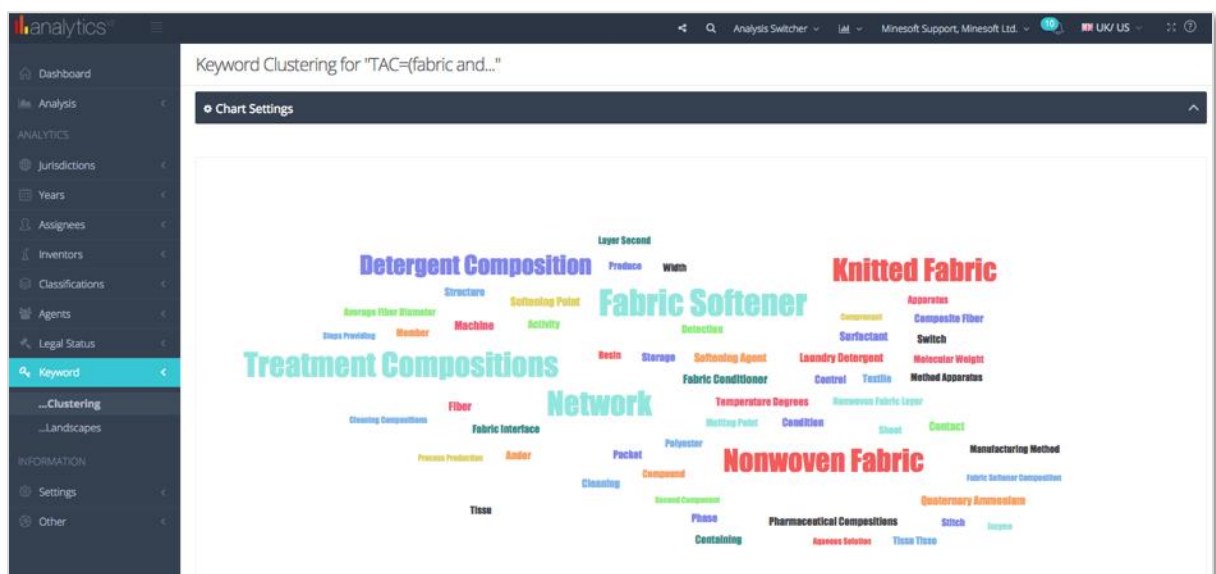 analytics
Analysis Switcher
Minesoft Support, Minesoft Ltd.
10
UK/ US
Dashboard
Analysis
ANALYTICS
Jurisdictions
Years
Assignees
Inventors
Classifications
Agents
Legal Status
Keyword
...Clustering
...Landscapes
INFORMATION
Settings
Other
Keyword Clustering for "TAC=(fabric and..."
Chart Settings
Layer Second
Detergent Composition
Produce
Width
Knitted Fabric
Structure
Softening Point
Fabric Softener
Apparatus
Average Fiber Diameter
Component
Composite Fiber
Steps Providing
Member
Machine
Activity
Detection
Surfactant
Switch
Treatment Compositions
Resin
Storage
Softening Agent
Laundry Detergent
Molecular Weight
Fabric Conditioner
Control
Textile
Method Apparatus
Fiber
Network
Temperature Degrees
Nonwoven Fabric Layer
Cleaning Compositions
Fabric Interface
Melting Point
Condition
Sheet
Contact
Process Production
Ander
Packet
Polyester
Nonwoven Fabric
Manufacturing Method
Cleaning
Compound
Fabric Softener Composition
Second Component
Quaternary Ammonium
Tissu
Phase
Pharmaceutical Compositions
Stitch
Containing
Aqueous Solution
Tissu Tisse